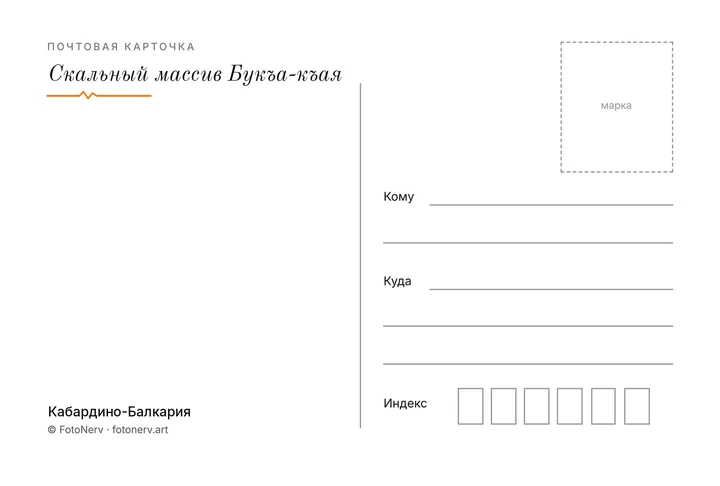 ПОЧТОВАЯ КАРТОЧКА
Скальный массив Букъа-къая
марка
Кому
Куда
Индекс
Кабардино-Балкария
© FotoNerv · fotonerv.art